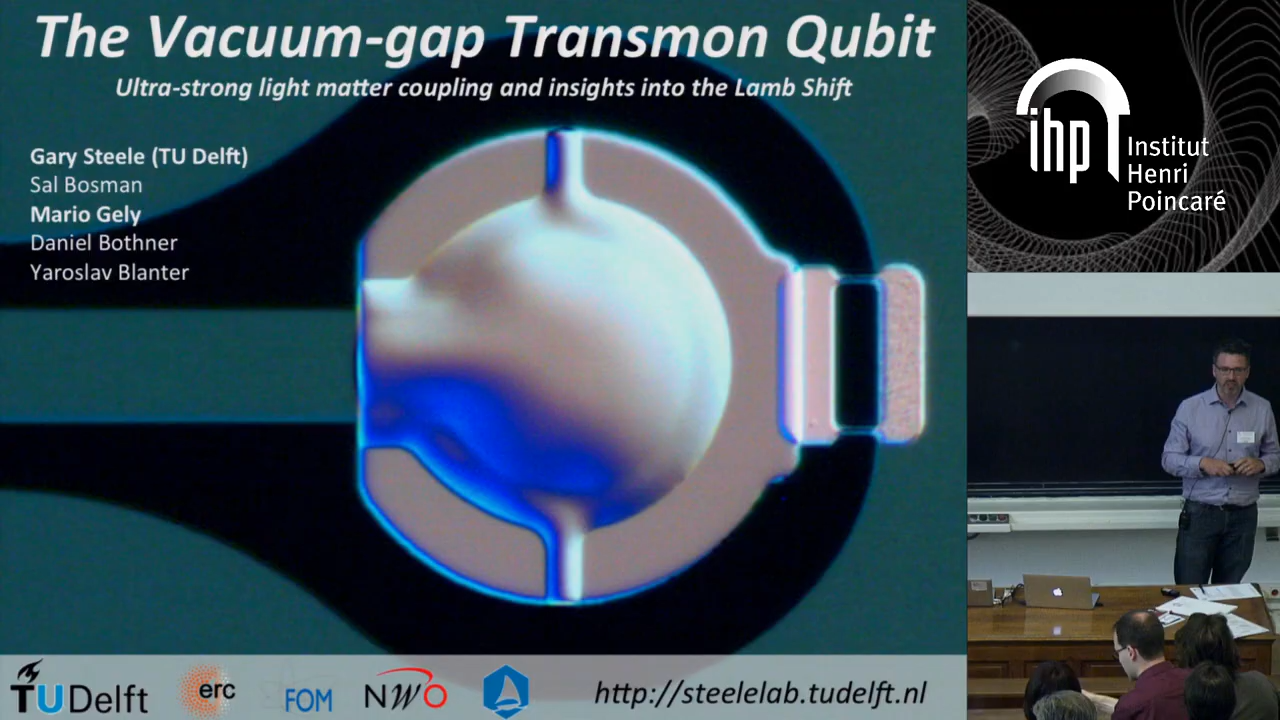 The Vacuum-gap Transmon Qubit
Ultra-strong light matter coupling and insights into the Lamb Shift
Gary Steele (TU Delft)
Sal Bosman
Mario Gely
Daniel Bothner
Yaroslav Blanter
TUDelft
erc
FOM
NWO
http://steelelab.tudelft.nl
ihp
Institut
Henri
Poincaré